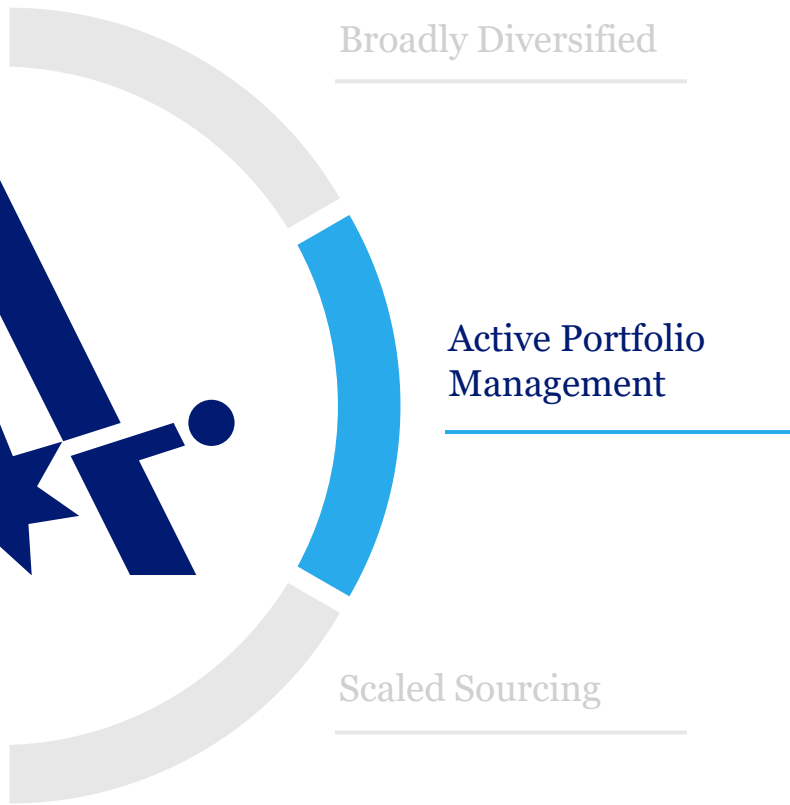 Broadly Diversified
Active Portfolio
Management
Scaled Sourcing